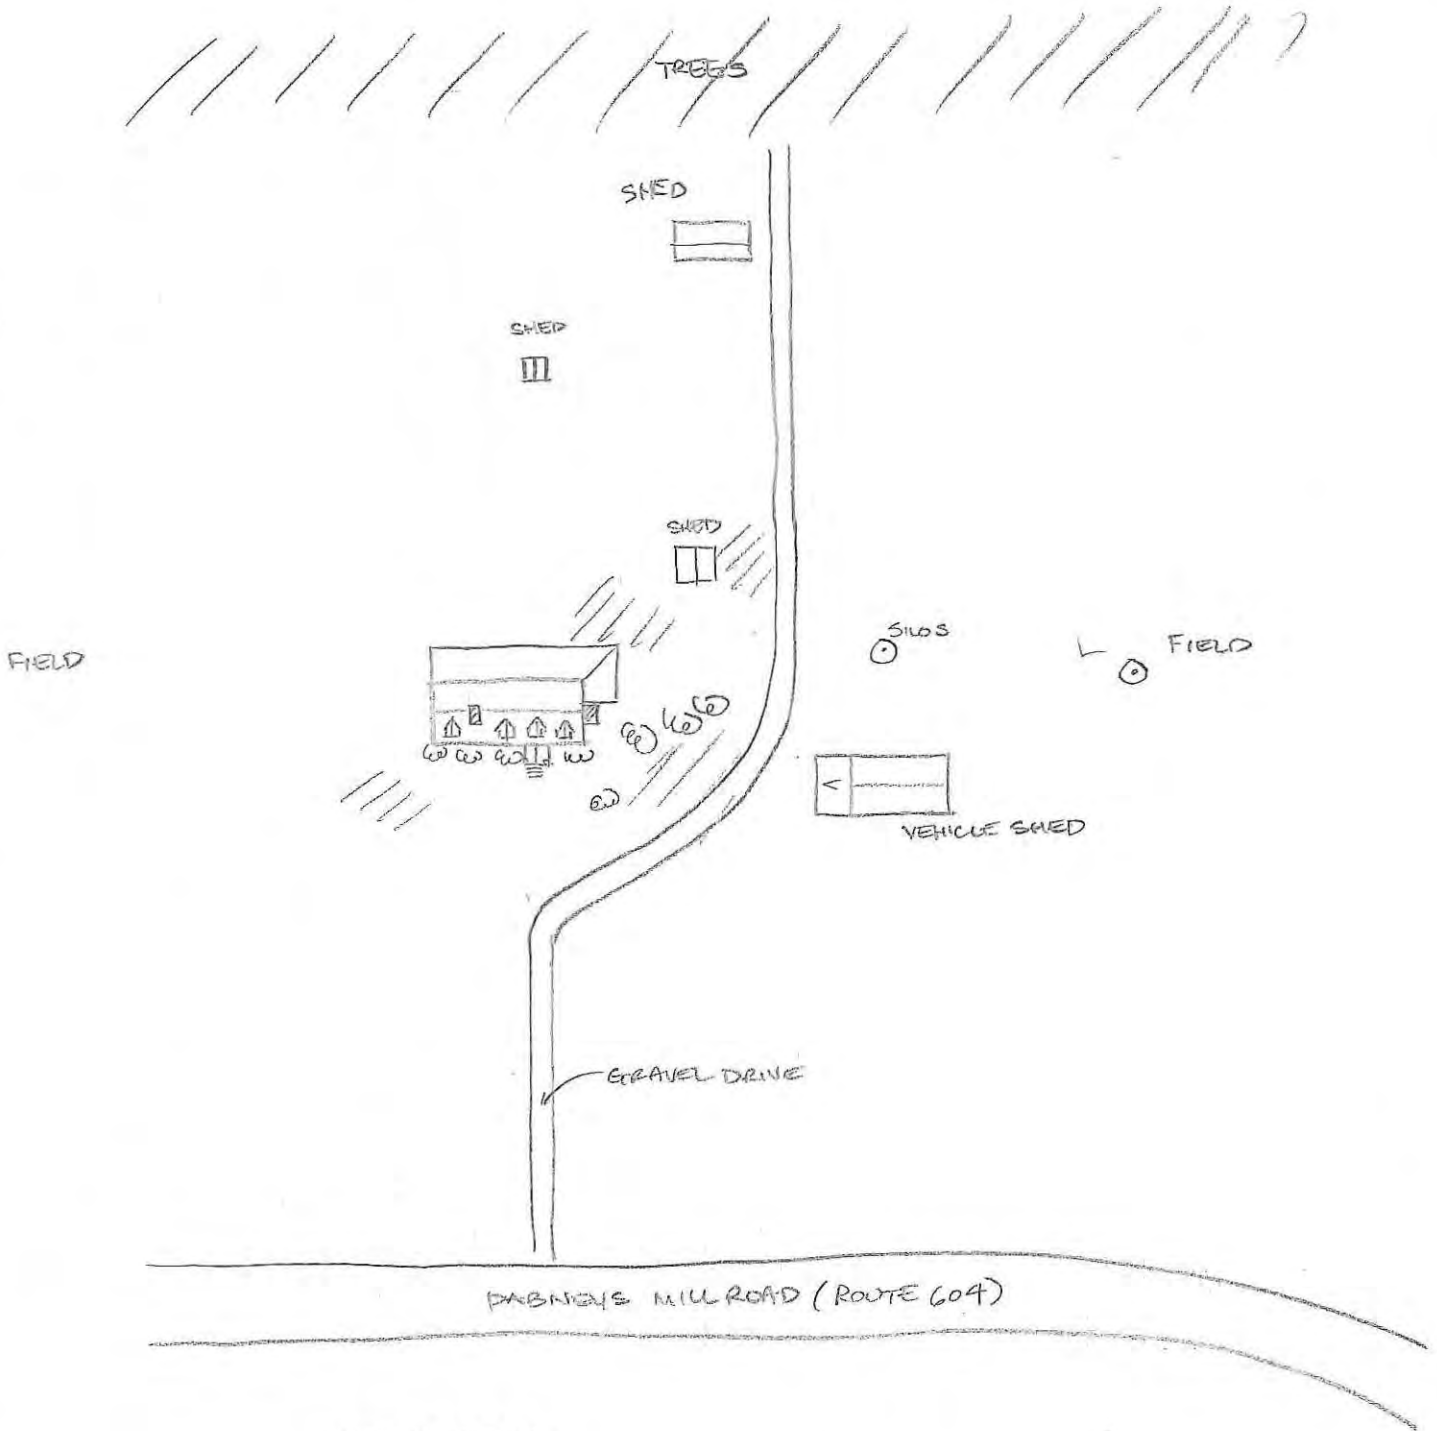 TREES
SHED
SHED
SHED
SILOS
FIELD
FIELD
VEHICLE SHED
GRAVEL DRIVE
DABNEYS MILL ROAD (ROUTE 604)